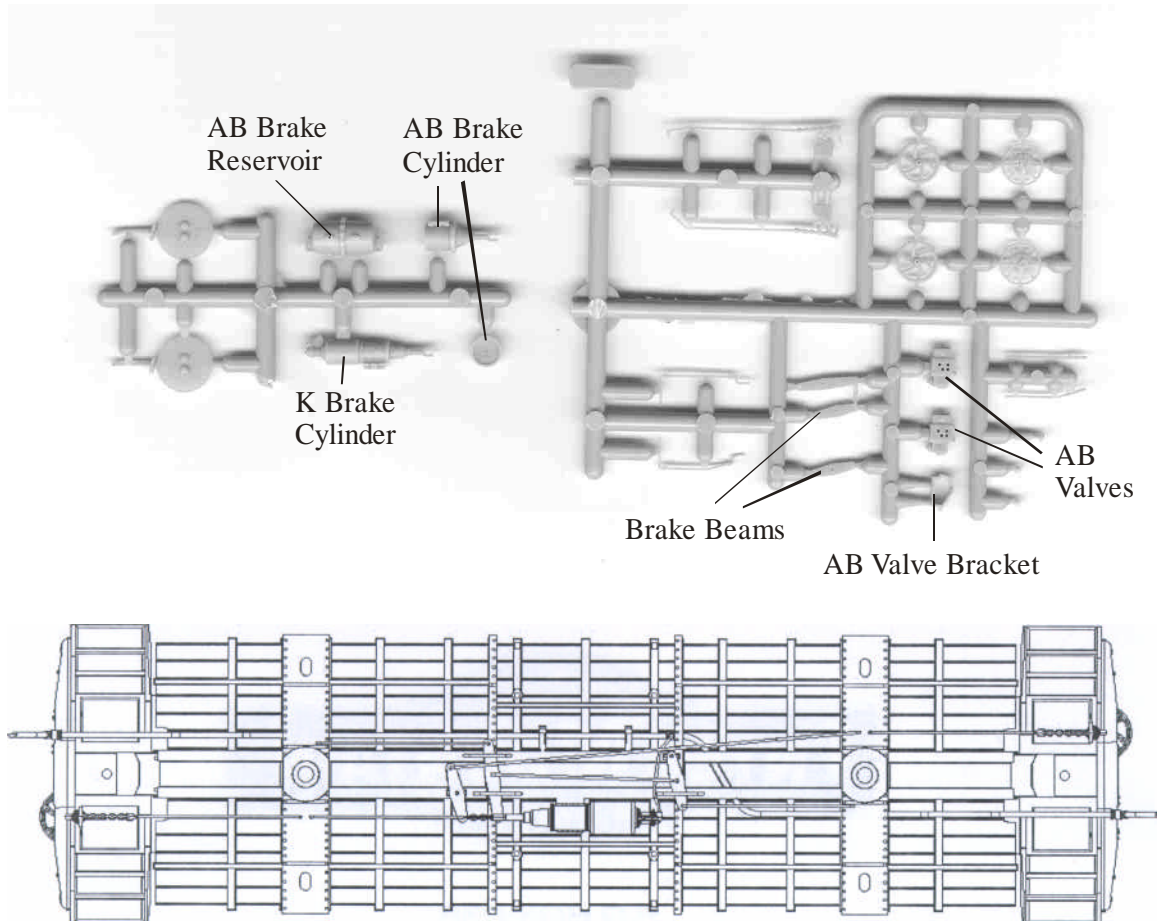 AB Brake
Reservoir
AB Brake
Cylinder
K Brake
Cylinder
AB
Valves
Brake Beams
AB Valve Bracket